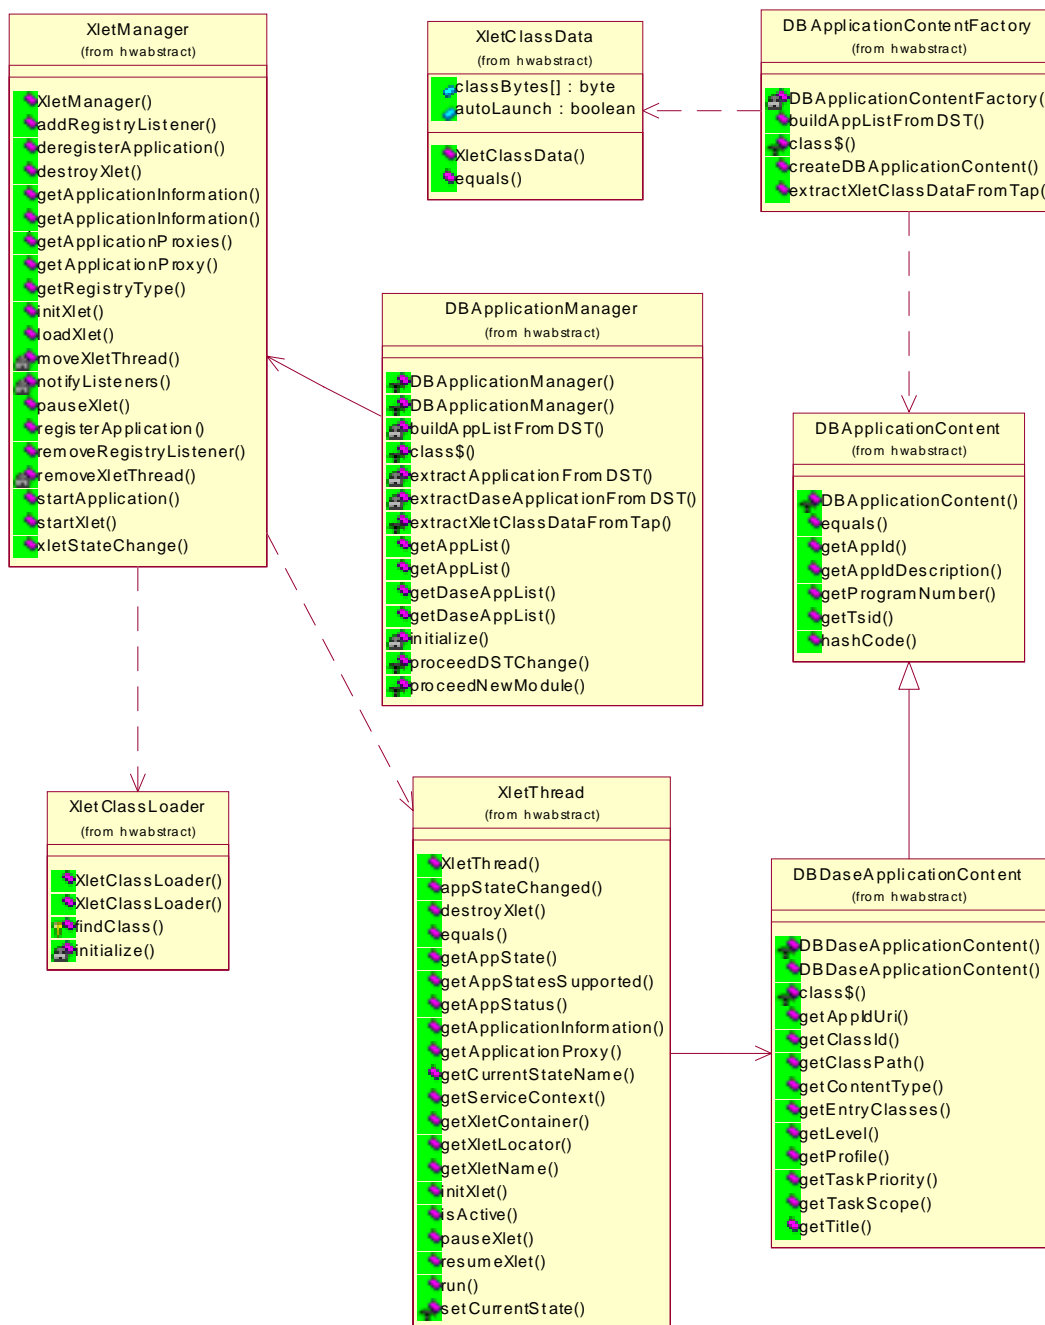 XletManager
(from hwabstract)
XletManager()
addRegistryListener()
deregisterApplication()
destroyXlet()
getApplicationInformation()
getApplicationInformation()
getApplicationProxies()
getApplicationProxy()
getRegistryType()
initXlet()
loadXlet()
moveXletThread()
notifyListeners()
pauseXlet()
registerApplication()
removeRegistryListener()
removeXletThread()
startApplication()
startXlet()
xletStateChange()
XletClassData
(from hwabstract)
classBytes[] : byte
autoLaunch : boolean
XletClassData()
equals()
DBApplicationContentFactory
(from hwabstract)
DBApplicationContentFactory(
buildAppListFromDST()
class$()
createDBApplicationContent()
extractXletClassDataFromTap(
DBApplicationManager
(from hwabstract)
DBApplicationManager()
DBApplicationManager()
buildAppListFromDST()
class$()
extractApplicationFromDST()
extractDaseApplicationFromDST()
extractXletClassDataFromTap()
getAppList()
getAppList()
getDaseAppList()
getDaseAppList()
initialize()
proceedDSTChange()
proceedNewModule()
DBApplicationContent
(from hwabstract)
DBApplicationContent()
equals()
getAppId()
getAppIdDescription()
getProgramNumber()
getTsid()
hashCode()
XletClassLoader
(from hwabstract)
XletClassLoader()
XletClassLoader()
findClass()
initialize()
XletThread
(from hwabstract)
XletThread()
appStateChanged()
destroyXlet()
equals()
getAppState()
getAppStatesSupported()
getAppStatus()
getApplicationInformation()
getApplicationProxy()
getCurrentStateName()
getServiceContext()
getXletContainer()
getXletLocator()
getXletName()
initXlet()
isActive()
pauseXlet()
resumeXlet()
run()
setCurrentState()
DBDaseApplicationContent
(from hwabstract)
DBDaseApplicationContent()
DBDaseApplicationContent()
class$()
getAppIdUri()
getClassId()
getClassPath()
getContentType()
getEntryClasses()
getLevel()
getProfile()
getTaskPriority()
getTaskScope()
getTitle()